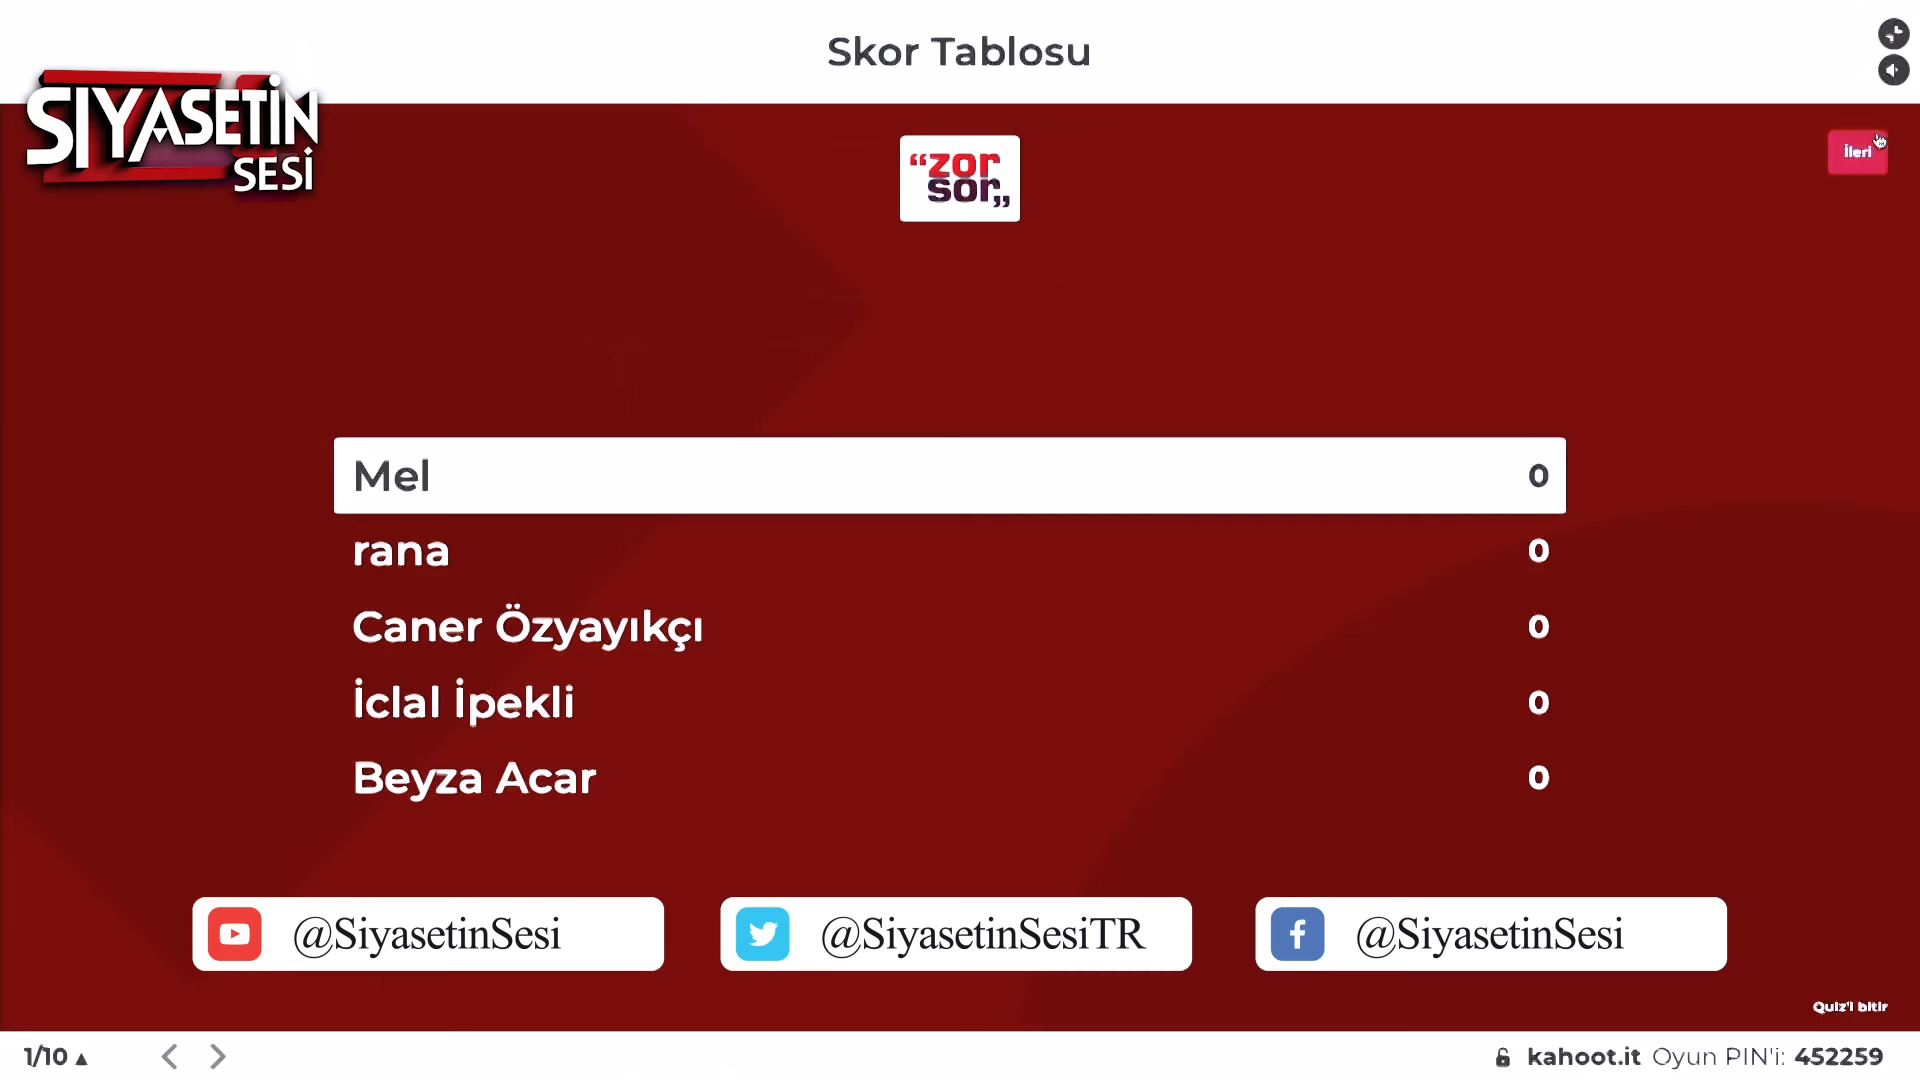 Skor Tablosu
SIYASETİN
SESİ
İleri
“zor
sor„
Mel 0
rana 0
Caner Özyayıkçı 0
İclal İpekli 0
Beyza Acar 0
@SiyasetinSesi
@SiyasetinSesiTR
@SiyasetinSesi
Quiz'i bitir
1/10 ▲
kahoot.it Oyun PIN'i: 452259